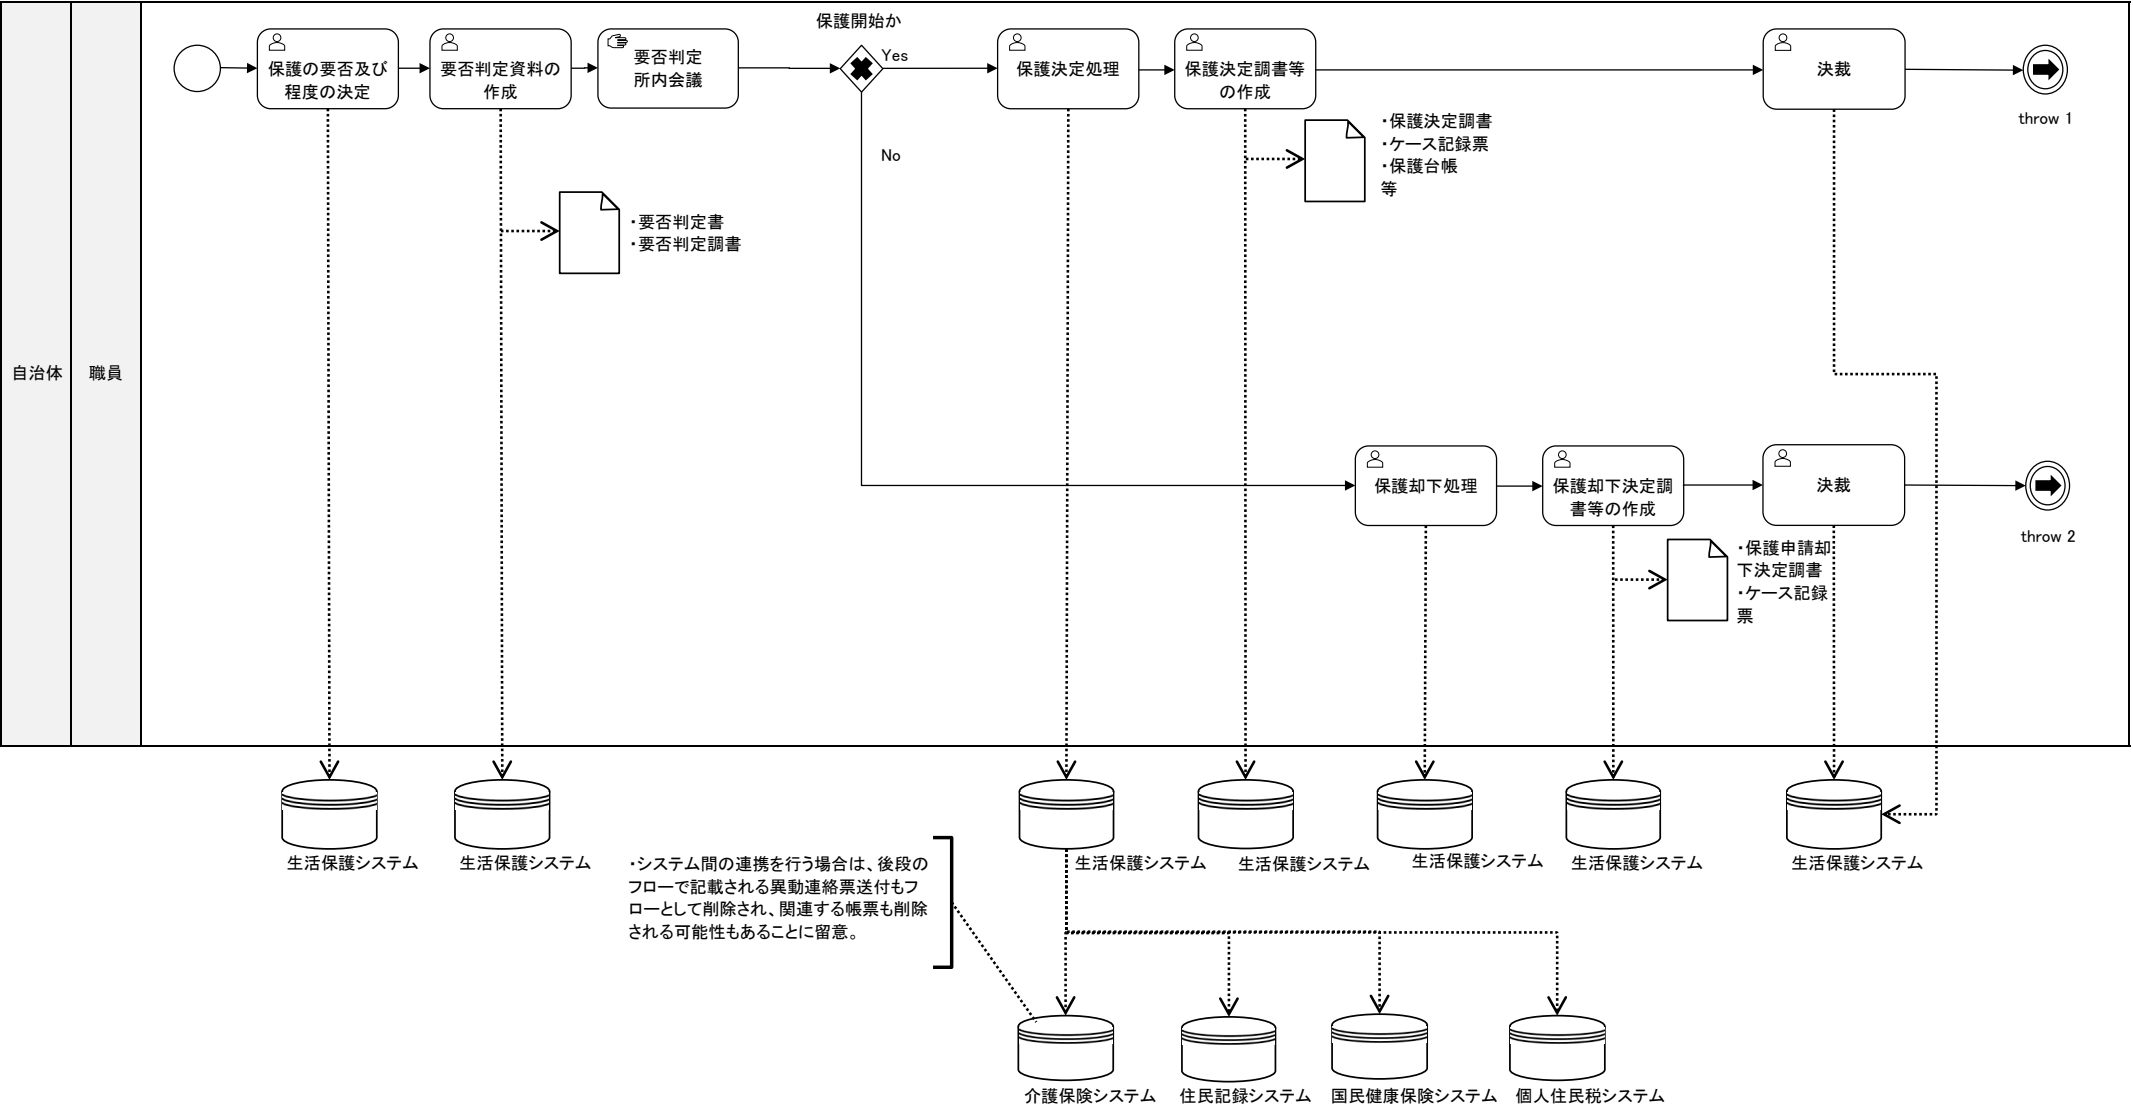 保護開始か
Yes
No
自治体
職員
保護の要否及び
程度の決定
要否判定資料の
作成
要否判定
所内会議
保護決定処理
保護決定調書等
の作成
決裁
throw 1
・保護決定調書
・ケース記録票
・保護台帳
等
・要否判定書
・要否判定調書
保護却下処理
保護却下決定調
書等の作成
決裁
throw 2
・保護申請却
下決定調書
・ケース記録
票
生活保護システム
生活保護システム
生活保護システム
生活保護システム
生活保護システム
生活保護システム
生活保護システム
・システム間の連携を行う場合は、後段の
フローで記載される異動連絡票送付もフ
ローとして削除され、関連する帳票も削除
される可能性もあることに留意。
介護保険システム
住民記録システム
国民健康保険システム
個人住民税システム